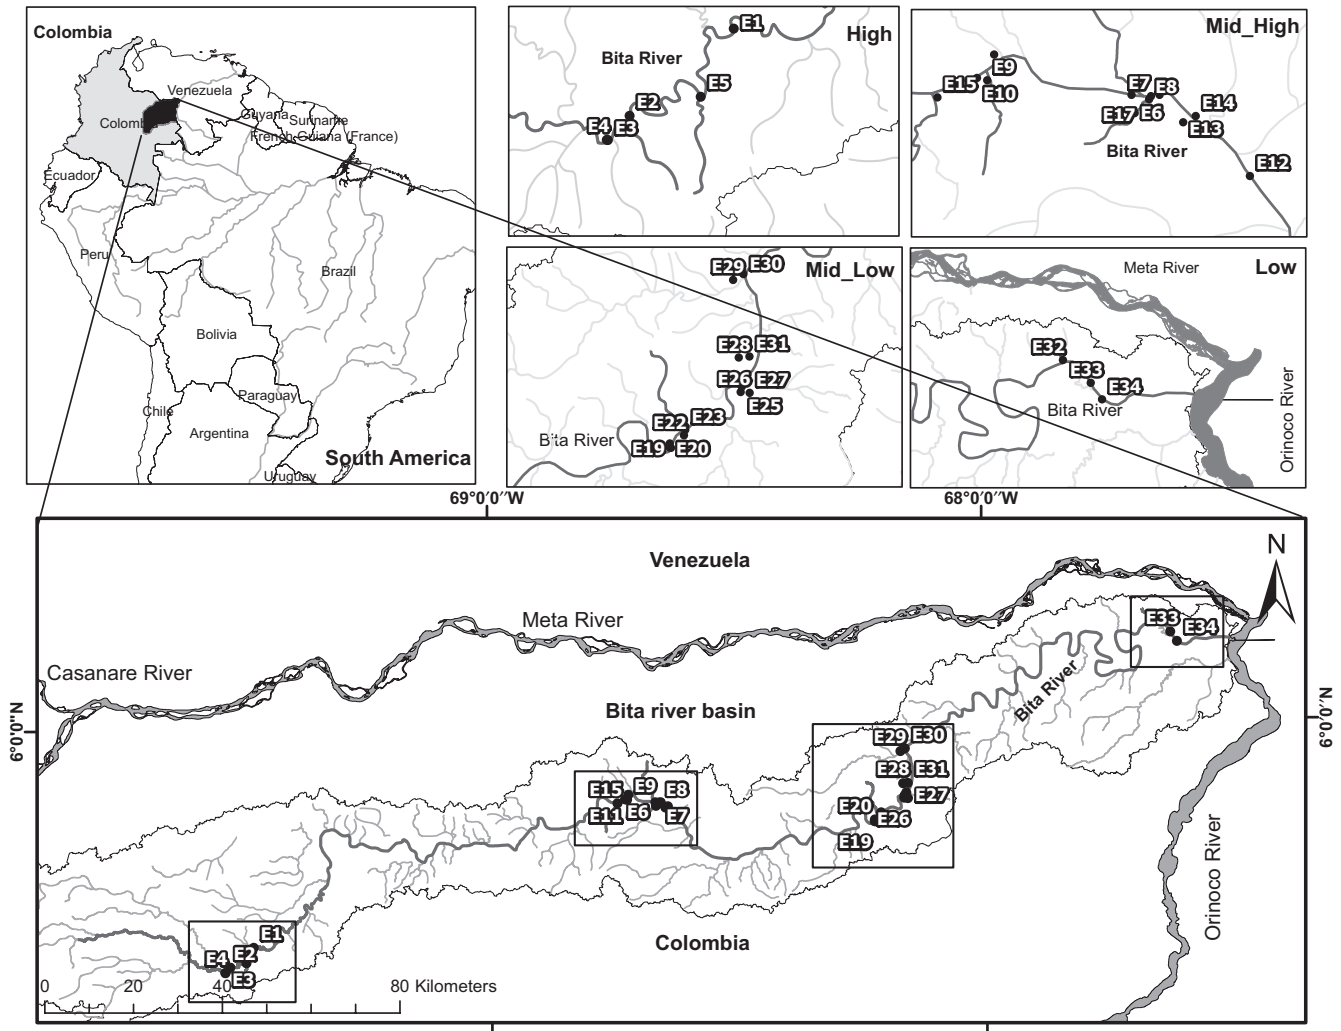 Colombia
Venezuela
Guyana
Suriname
Colomb
French Guiana (France)
Ecuador
Peru
Brazil
Bolivia
Paraguay
Chile
Argentina
South America
Uruguay
High
E1
Bita River
E5
E2
E4
E3
Mid_High
E9
E15
E10
E7
E8
E14
E17
E6
E13
Bita River
E12
Mid_Low
E29
E30
E28
E31
E26
E27
E25
E22
E23
Bita River
E19
E20
Low
Meta River
E32
E33
E34
Bita River
Orinoco River
69°0′0″W
68°0′0″W
N
Venezuela
Meta River
E33
E34
Casanare River
Bita River
Bita river basin
6°0′0″N
6°0′0″N
E29
E30
E28
E31
E27
E20
E26
E19
E15
E9
E8
E11
E6
E7
Orinoco River
Colombia
E1
E4
E2
E3
0
20
40
80 Kilometers